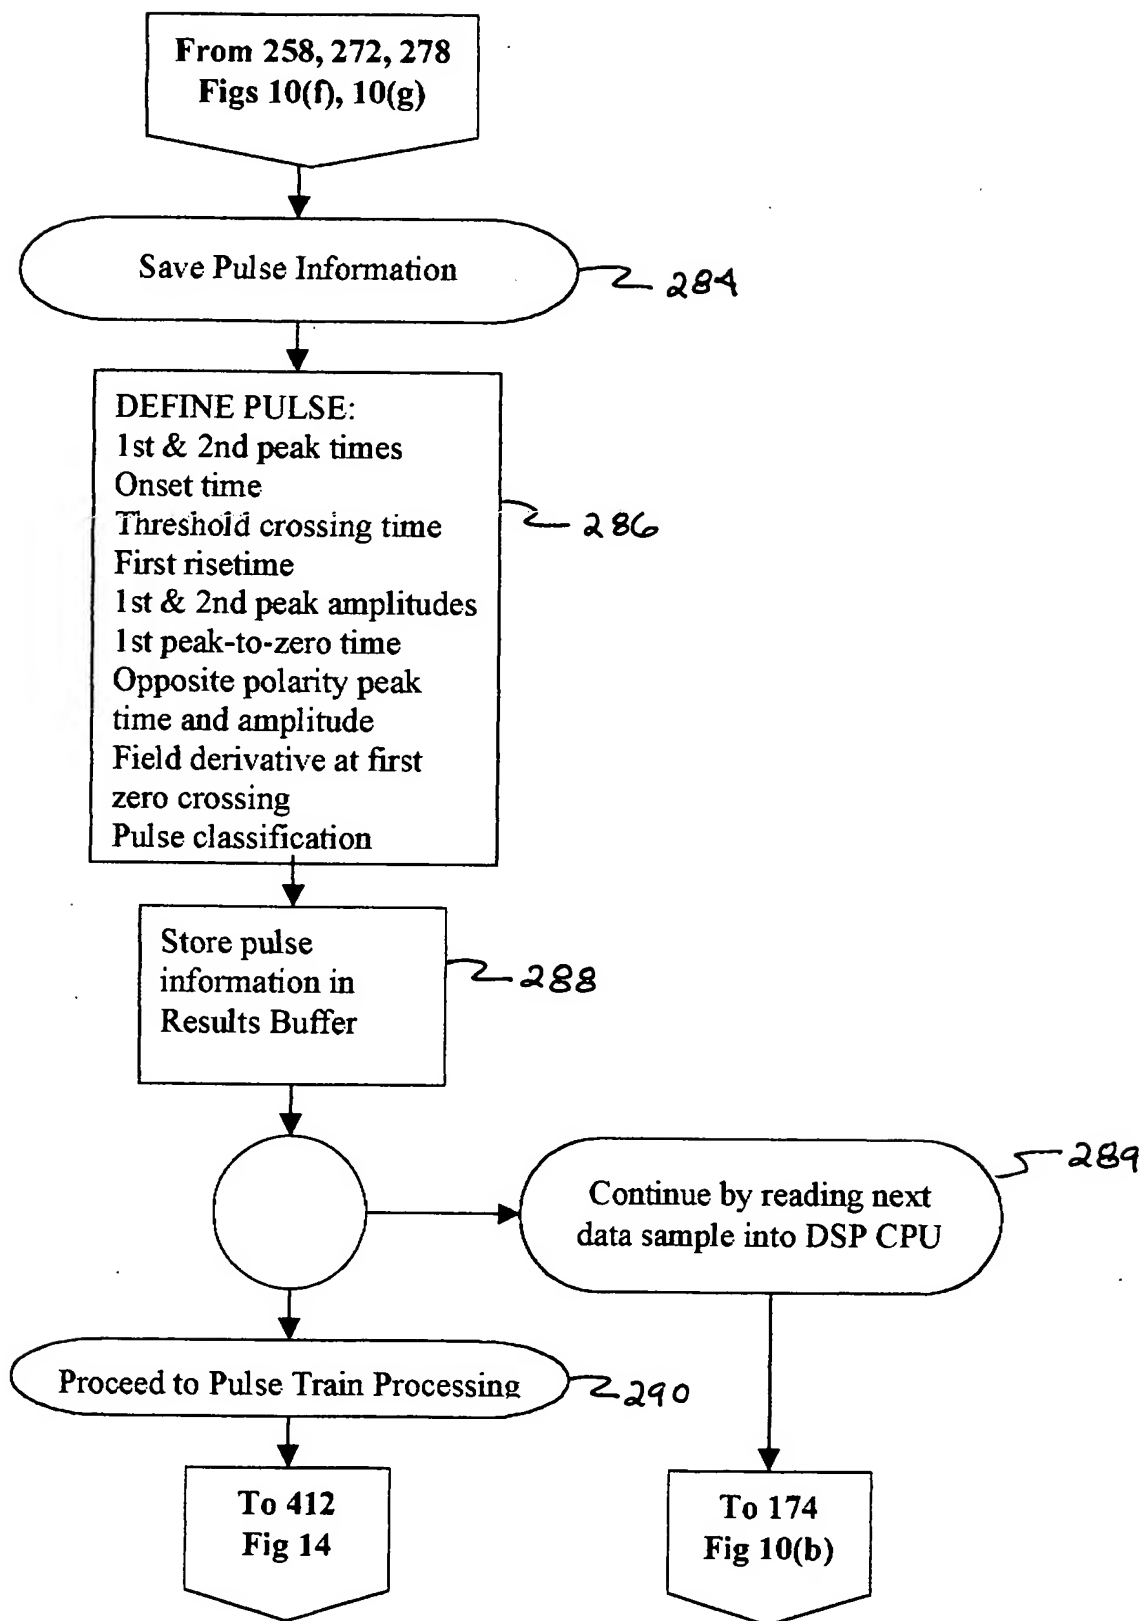 From 258, 272, 278
Figs 10(f), 10(g)
Save Pulse Information
284
DEFINE PULSE:
1st & 2nd peak times
Onset time
Threshold crossing time
First risetime
1st & 2nd peak amplitudes
1st peak-to-zero time
Opposite polarity peak
time and amplitude
Field derivative at first
zero crossing
Pulse classification
286
Store pulse
information in
Results Buffer
288
Continue by reading next
data sample into DSP CPU
289
Proceed to Pulse Train Processing
290
To 412
Fig 14
To 174
Fig 10(b)